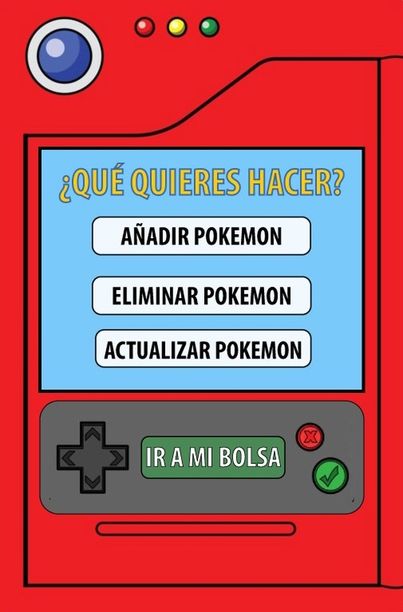 ¿QUÉ QUIERES HACER?
AÑADIR POKEMON
ELIMINAR POKEMON
ACTUALIZAR POKEMON
IR A MI BOLSA